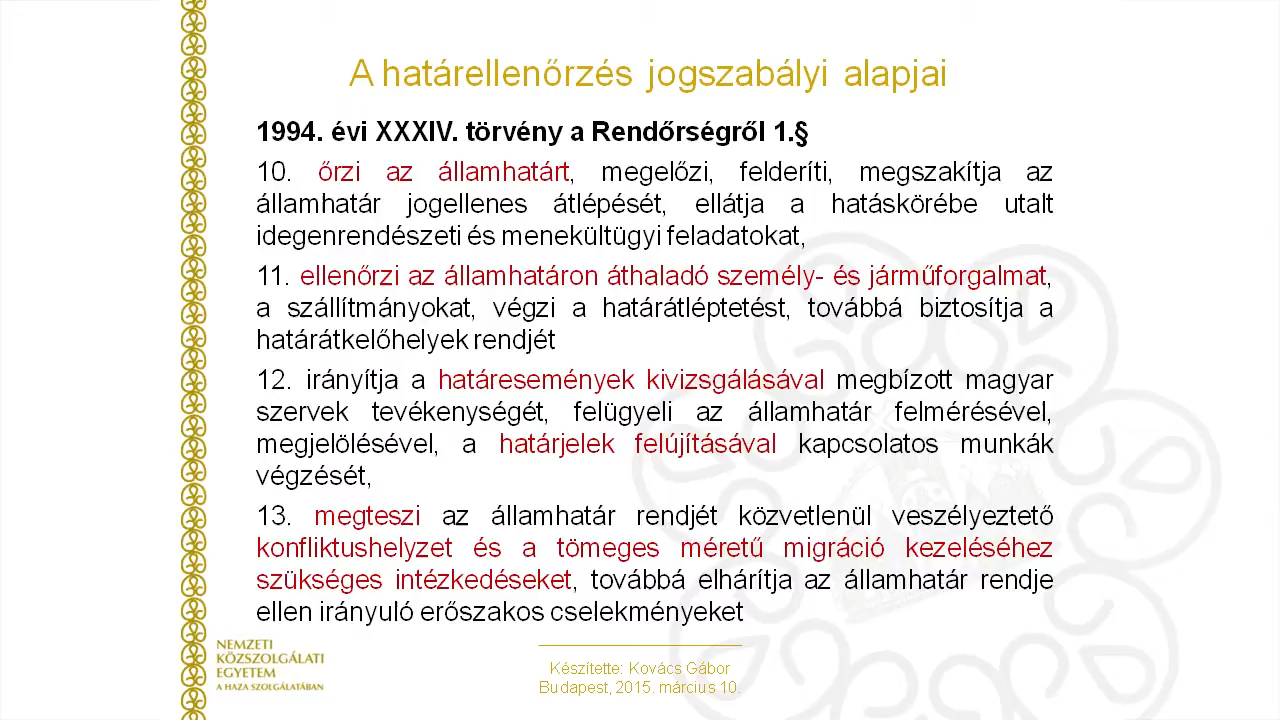 A határellenőrzés jogszabályi alapjai
1994. évi XXXIV. törvény a Rendőrségről 1.§
10. őrzi az államhatárt, megelőzi, felderíti, megszakítja az
államhatár jogellenes átlépését, ellátja a hatáskörébe utalt
idegenrendészeti és menekültügyi feladatokat,
11. ellenőrzi az államhatáron áthaladó személy- és járműforgalmat,
a szállítmányokat, végzi a határátléptetést, továbbá biztosítja a
határátkelőhelyek rendjét
12. irányítja a határesemények kivizsgálásával megbízott magyar
szervek tevékenységét, felügyeli az államhatár felmérésével,
megjelölésével, a határjelek felújításával kapcsolatos munkák
végzését,
13. megteszi az államhatár rendjét közvetlenül veszélyeztető
konfliktushelyzet és a tömeges méretű migráció kezeléséhez
szükséges intézkedéseket, továbbá elhárítja az államhatár rendje
ellen irányuló erőszakos cselekményeket
NEMZETI
KÖZSZOLGÁLATI
EGYETEM
A HAZA SZOLGÁLATÁBAN
Készítette: Kovács Gábor
Budapest, 2015. március 10.